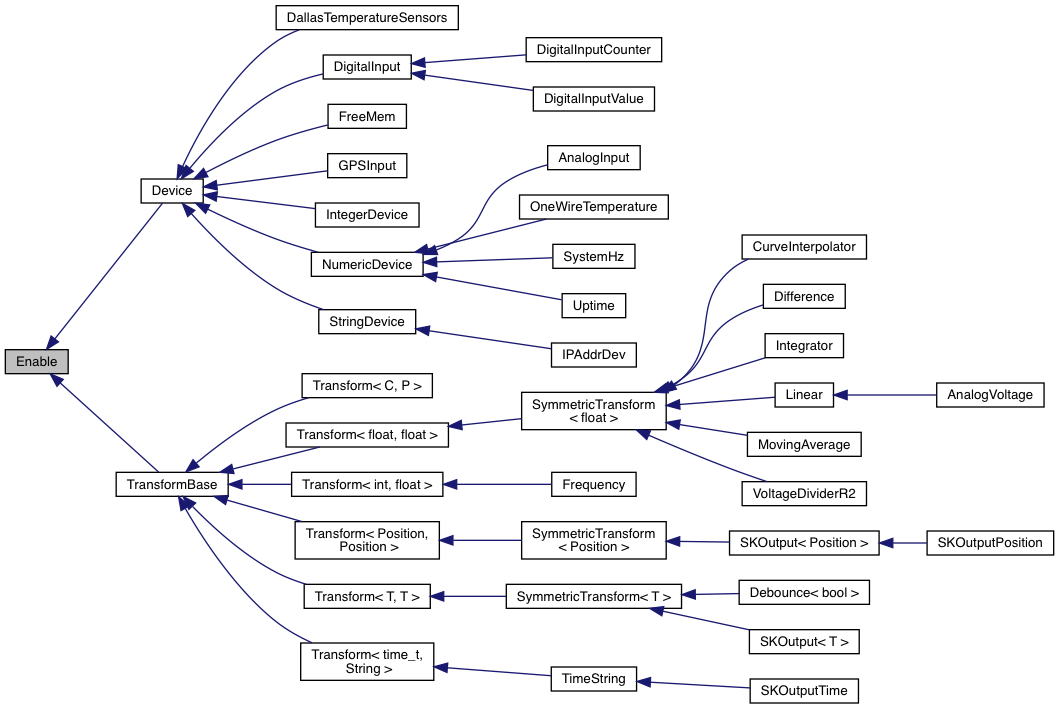 DallasTemperatureSensors
DigitalInput
DigitalInputCounter
DigitalInputValue
FreeMem
GPSInput
Device
IntegerDevice
NumericDevice
AnalogInput
OneWireTemperature
SystemHz
Uptime
StringDevice
IPAddrDev
Enable
CurveInterpolator
Difference
Integrator
Linear
AnalogVoltage
MovingAverage
VoltageDividerR2
SymmetricTransform
< float >
Transform< C, P >
Transform< float, float >
TransformBase
Transform< int, float >
Frequency
Transform< Position,
Position >
SymmetricTransform
< Position >
SKOutput< Position >
SKOutputPosition
Transform< T, T >
SymmetricTransform< T >
Debounce< bool >
SKOutput< T >
Transform< time_t,
String >
TimeString
SKOutputTime